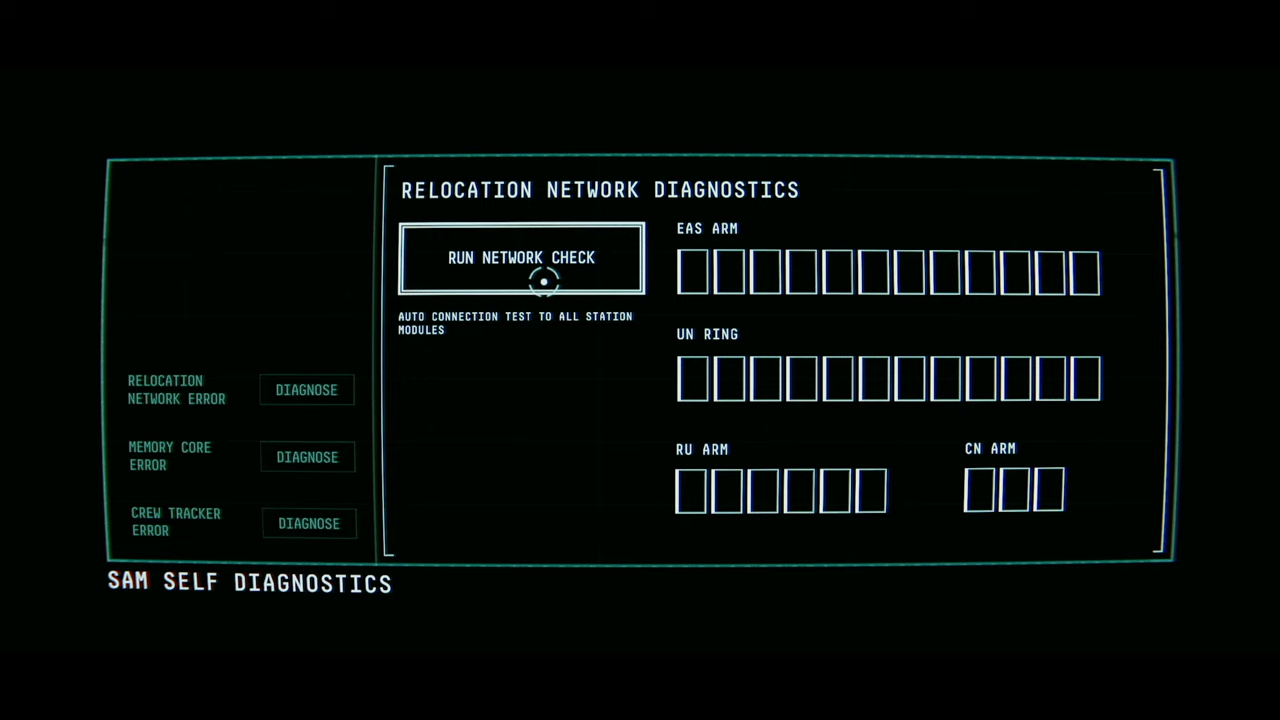 RELOCATION NETWORK DIAGNOSTICS
RUN NETWORK CHECK
AUTO CONNECTION TEST TO ALL STATION
MODULES
EAS ARM
UN RING
RU ARM
CN ARM
RELOCATION
NETWORK ERROR
DIAGNOSE
MEMORY CORE
ERROR
DIAGNOSE
CREW TRACKER
ERROR
DIAGNOSE
SAM SELF DIAGNOSTICS